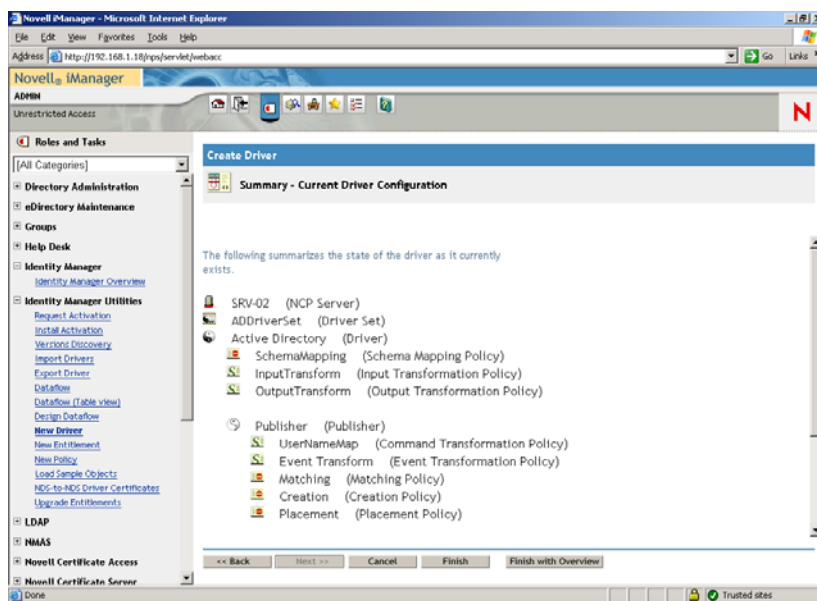 Novell iManager - Microsoft Internet Explorer
File Edit View Favorites Tools Help
Address http://192.168.1.18/nps/servlet/webacc Go Links
Novell® iManager
ADMIN
Unrestricted Access
N
Roles and Tasks
[All Categories]
Directory Administration
eDirectory Maintenance
Groups
Help Desk
Identity Manager
Identity Manager Overview
Identity Manager Utilities
Request Activation
Install Activation
Versions Discovery
Import Drivers
Export Driver
Dataflow
Dataflow (Table view)
Design Dataflow
New Driver
New Entitlement
New Policy
Load Sample Objects
NDS-to-NDS Driver Certificates
Upgrade Entitlements
LDAP
NMAS
Novell Certificate Access
Novell Certificate Server
Create Driver
Summary - Current Driver Configuration
The following summarizes the state of the driver as it currently
exists.
SRV-02 (NCP Server)
ADDriverSet (Driver Set)
Active Directory (Driver)
SchemaMapping (Schema Mapping Policy)
InputTransform (Input Transformation Policy)
OutputTransform (Output Transformation Policy)
Publisher (Publisher)
UserNameMap (Command Transformation Policy)
Event Transform (Event Transformation Policy)
Matching (Matching Policy)
Creation (Creation Policy)
Placement (Placement Policy)
<< Back Next >> Cancel Finish Finish with Overview
Done Trusted sites